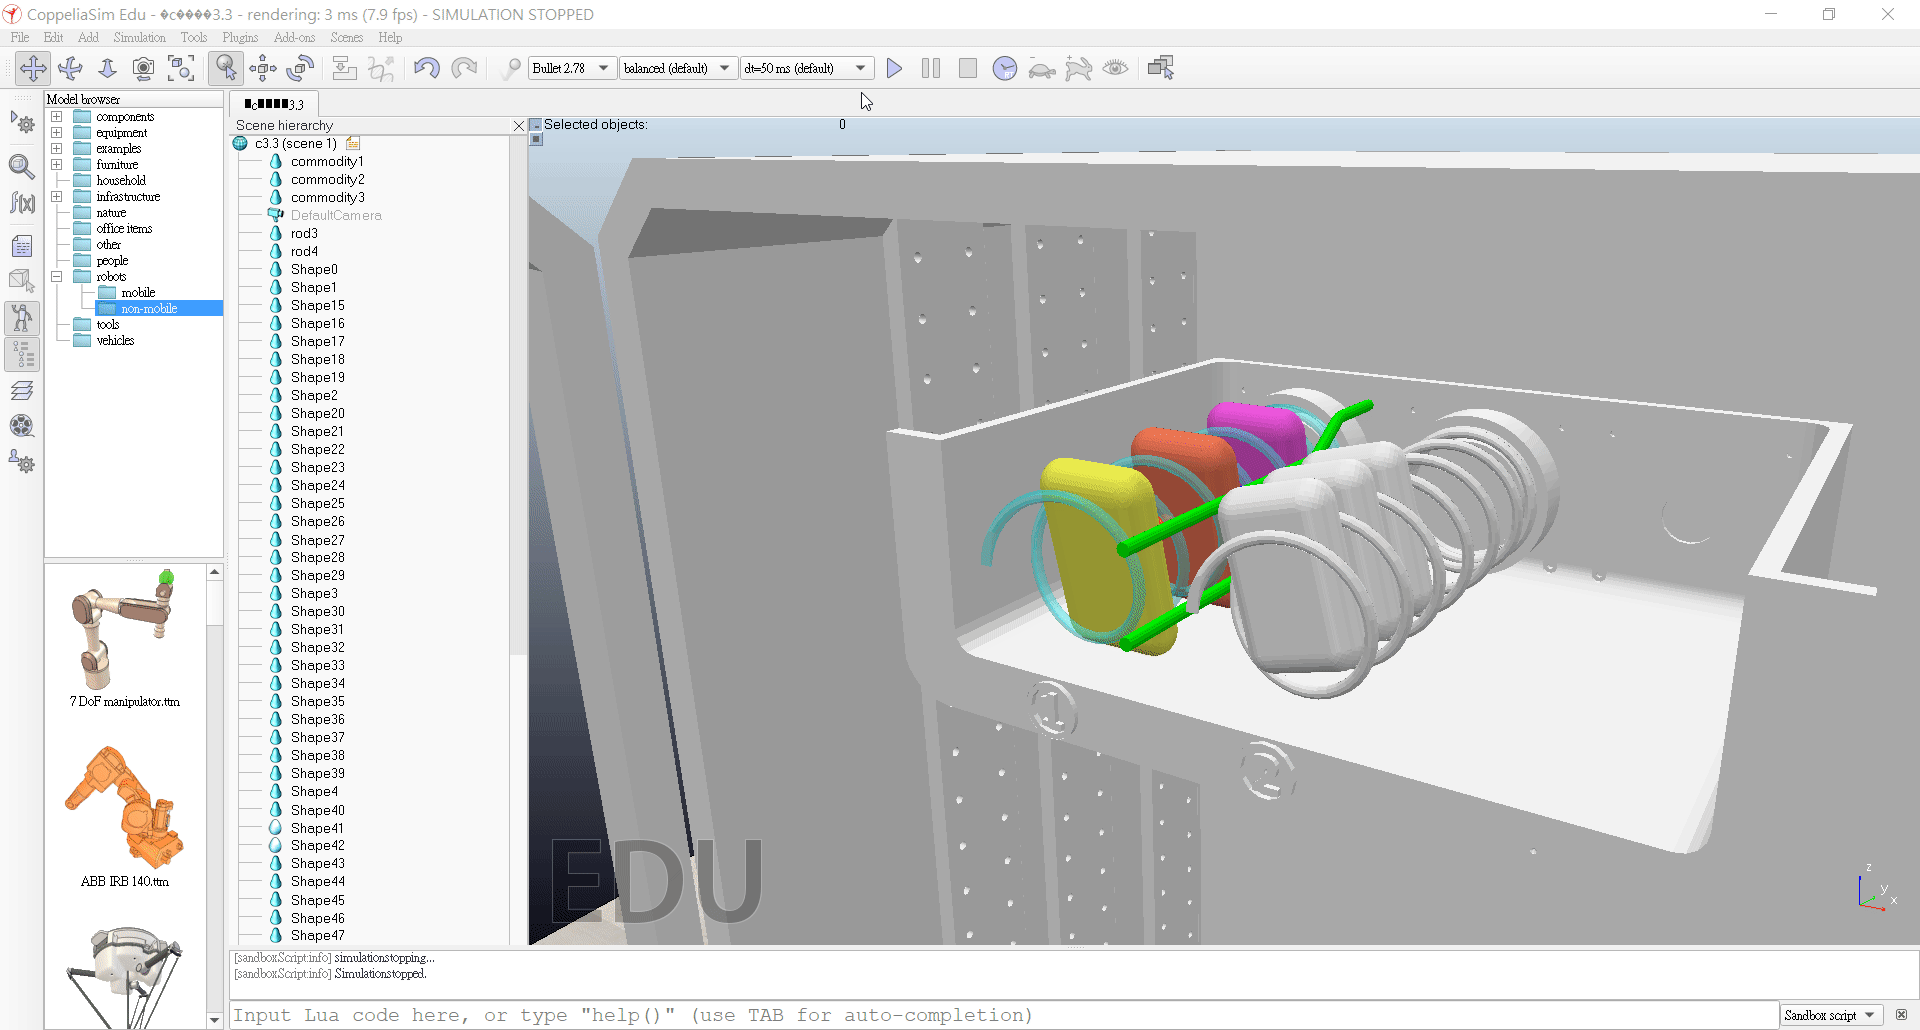 CoppeliaSim Edu - �c����3.3 - rendering: 3 ms (7.9 fps) - SIMULATION STOPPED
File Edit Add Simulation Tools Plugins Add-ons Scenes Help
Bullet 2.78 balanced (default) dt=50 ms (default) RT
Model browser
components
equipment
examples
furniture
household
infrastructure
nature
office items
other
people
robots
mobile
non-mobile
tools
vehicles
7 DoF manipulator.ttm
ABB IRB 140.ttm
f(x)
■c■■■■3.3
Scene hierarchy
c3.3 (scene 1)
commodity1
commodity2
commodity3
DefaultCamera
rod3
rod4
Shape0
Shape1
Shape15
Shape16
Shape17
Shape18
Shape19
Shape2
Shape20
Shape21
Shape22
Shape23
Shape24
Shape25
Shape26
Shape27
Shape28
Shape29
Shape3
Shape30
Shape31
Shape32
Shape33
Shape34
Shape35
Shape36
Shape37
Shape38
Shape39
Shape4
Shape40
Shape41
Shape42
Shape43
Shape44
Shape45
Shape46
Shape47
Selected objects: 0
1
2
EDU
z
y
x
[sandboxScript:info] simulationstopping...
[sandboxScript:info] Simulationstopped.
Input Lua code here, or type "help()" (use TAB for auto-completion)
Sandbox script